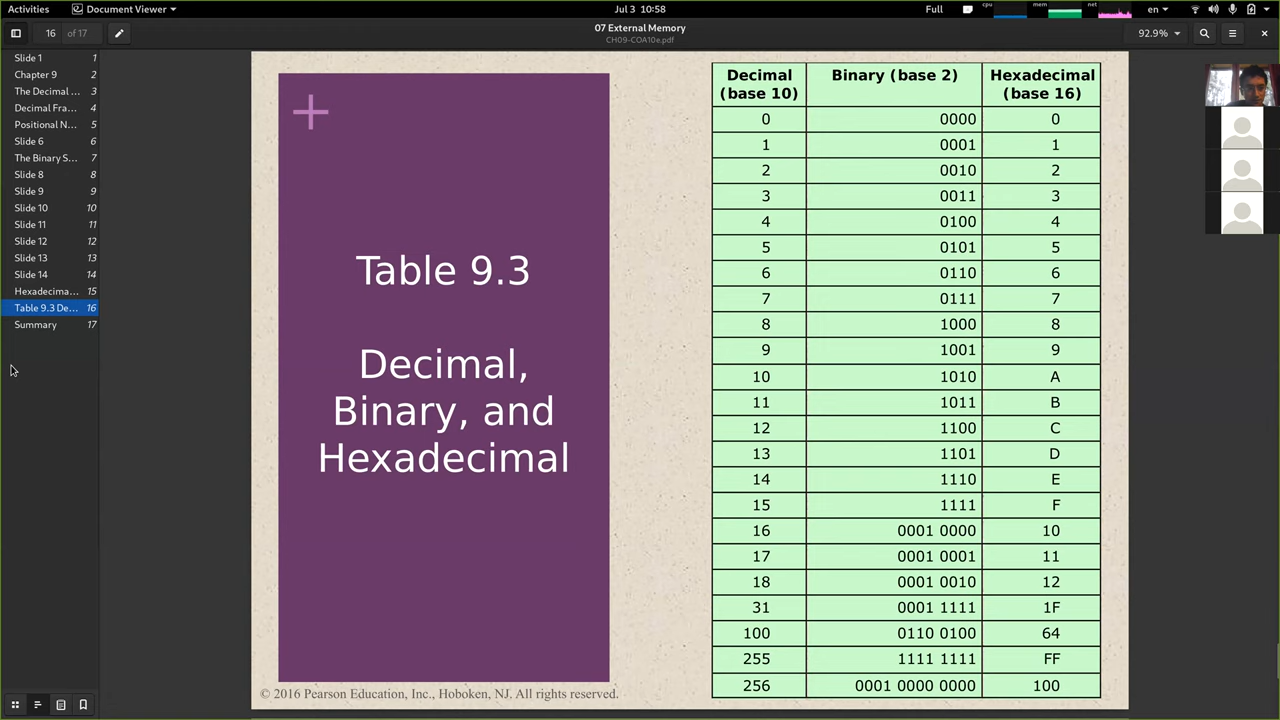 Activities Document Viewer Jul 3 10:58 Full cpu mem net en
16 of 17 07 External Memory 92.9%
CH09-COA10e.pdf
Slide 1 1
Chapter 9 2
The Decimal ... 3
Decimal Fra... 4
Positional N... 5
Slide 6 6
The Binary S... 7
Slide 8 8
Slide 9 9
Slide 10 10
Slide 11 11
Slide 12 12
Slide 13 13
Slide 14 14
Hexadecima... 15
Table 9.3 De... 16
Summary 17
+
Table 9.3
Decimal,
Binary, and
Hexadecimal
© 2016 Pearson Education, Inc., Hoboken, NJ. All rights reserved.
Decimal Binary (base 2) Hexadecimal
(base 10) (base 16)
0 0000 0
1 0001 1
2 0010 2
3 0011 3
4 0100 4
5 0101 5
6 0110 6
7 0111 7
8 1000 8
9 1001 9
10 1010 A
11 1011 B
12 1100 C
13 1101 D
14 1110 E
15 1111 F
16 0001 0000 10
17 0001 0001 11
18 0001 0010 12
31 0001 1111 1F
100 0110 0100 64
255 1111 1111 FF
256 0001 0000 0000 100